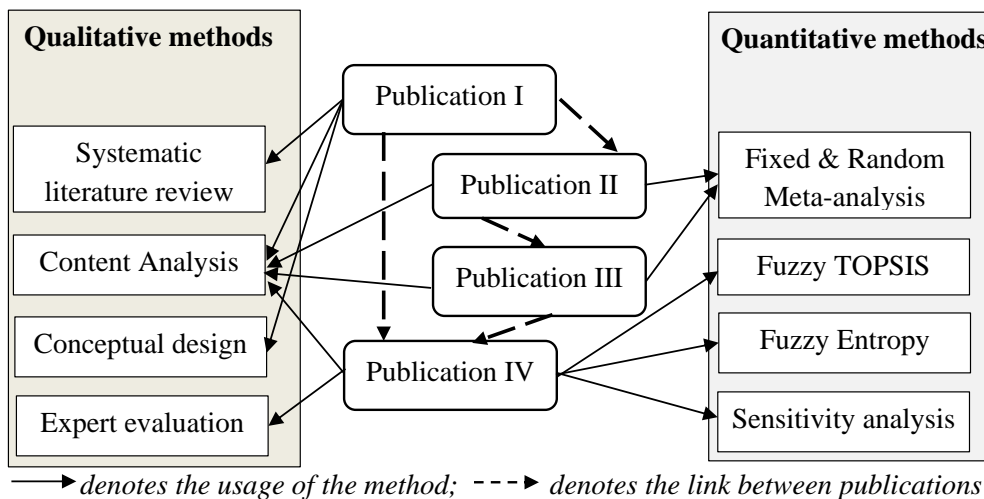 Qualitative methods
Systematic
literature review
Content Analysis
Conceptual design
Expert evaluation
Publication I
Publication II
Publication III
Publication IV
Quantitative methods
Fixed & Random
Meta-analysis
Fuzzy TOPSIS
Fuzzy Entropy
Sensitivity analysis
denotes the usage of the method; denotes the link between publications